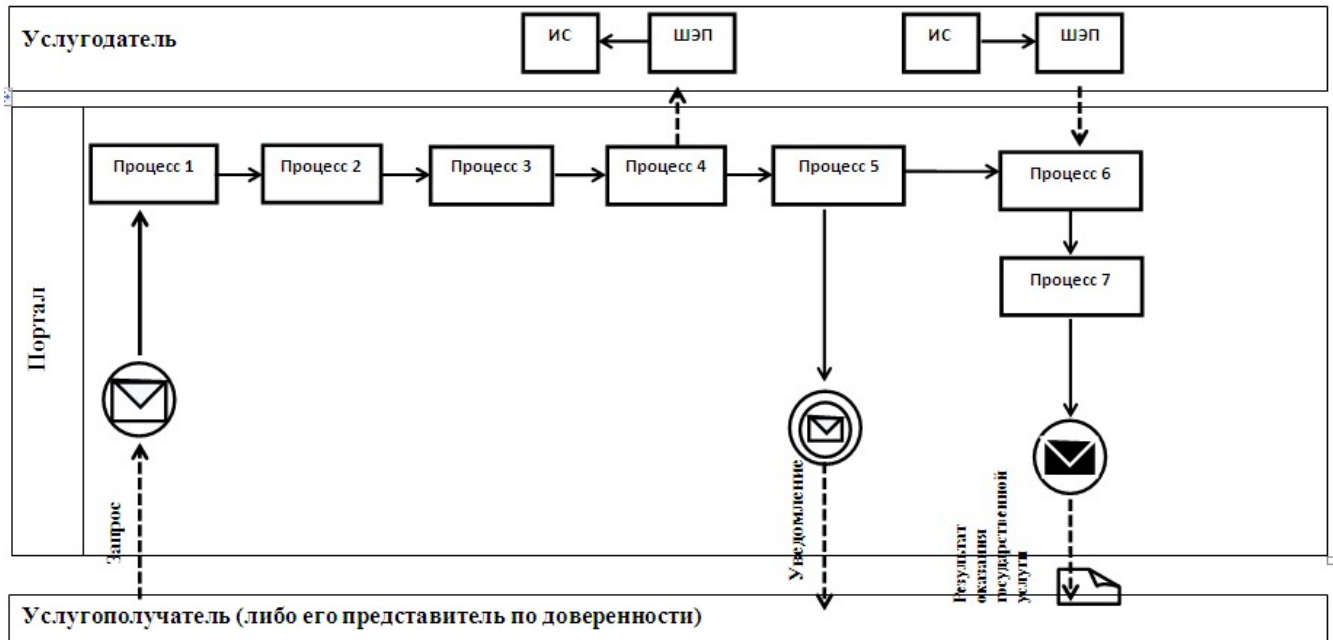 Услугодатель
ИС
ШЭП
ИС
ШЭП
Портал
Процесс 1
Процесс 2
Процесс 3
Процесс 4
Процесс 5
Процесс 6
Процесс 7
Запрос
Уведомление
Результат
оказания
государственной
услуги
Услугополучатель (либо его представитель по доверенности)